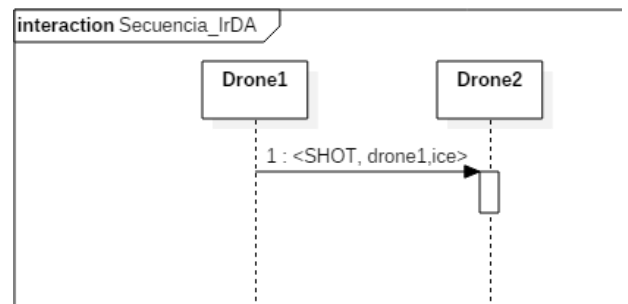 interaction Secuencia_IrDA
Drone1
Drone2
1 : <SHOT, drone1,ice>